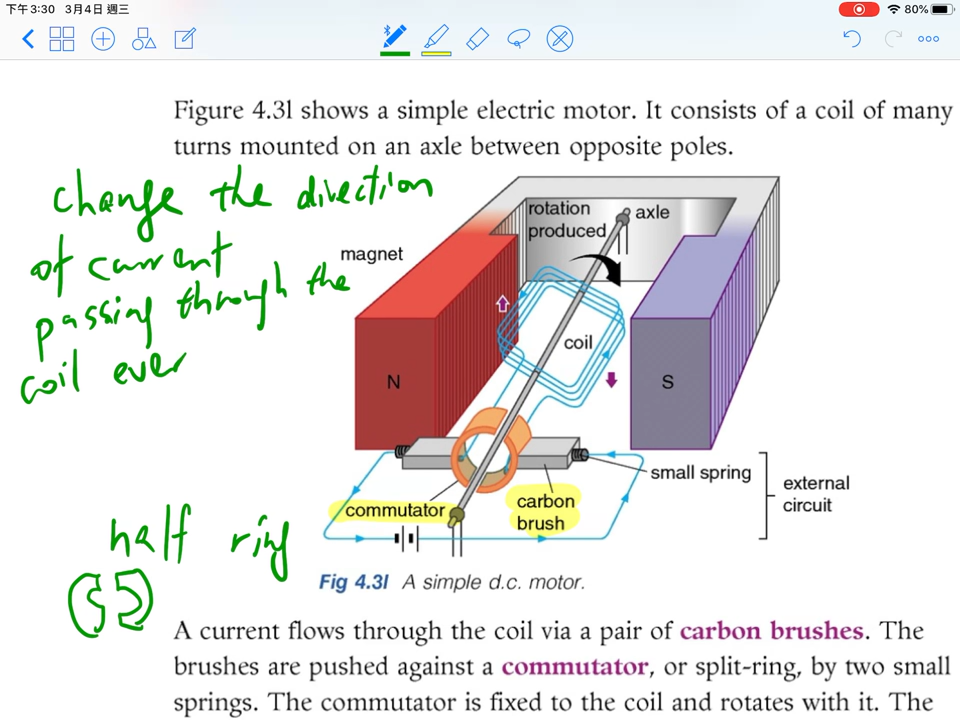 下午3:30 3月4日 週三
80%
Figure 4.3l shows a simple electric motor. It consists of a coil of many
turns mounted on an axle between opposite poles.
change the direction
of current
passing through the
coil ever
half ring
magnet
rotation
produced
axle
coil
N
S
commutator
carbon
brush
small spring
external
circuit
Fig 4.3l A simple d.c. motor.
A current flows through the coil via a pair of carbon brushes. The
brushes are pushed against a commutator, or split-ring, by two small
springs. The commutator is fixed to the coil and rotates with it. The